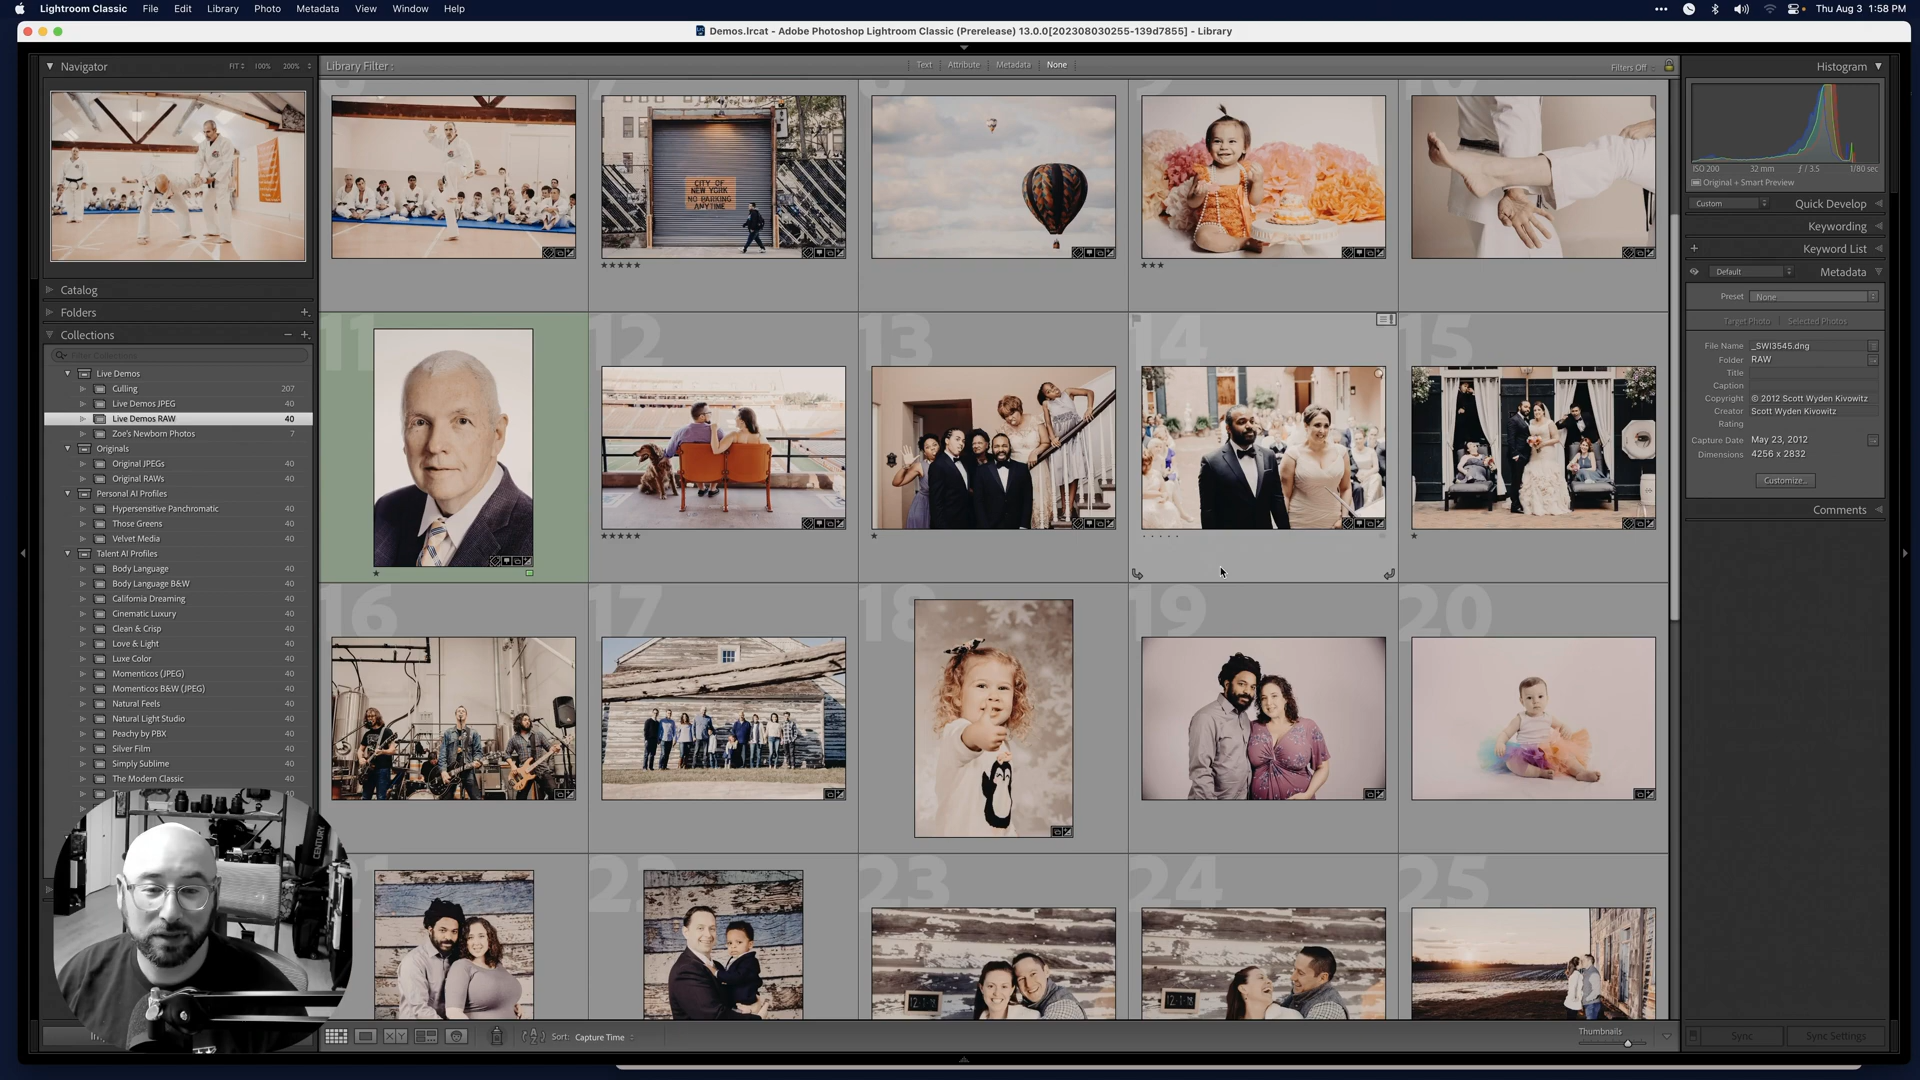 Lightroom Classic File Edit Library Photo Metadata View Window Help
Thu Aug 3 1:58 PM
Demos.lrcat - Adobe Photoshop Lightroom Classic (Prerelease) 13.0.0[202308030255-139d7855] - Library
Navigator FIT 100% 200%
Library Filter : Text Attribute Metadata None Filters Off
Histogram
ISO 200 32 mm ƒ / 3.5 1/80 sec
Original + Smart Preview
Custom Quick Develop
Keywording
Keyword List
Default Metadata
Preset None
Target Photo Selected Photos
File Name _SWI3545.dng
Folder RAW
Title
Caption
Copyright © 2012 Scott Wyden Kivowitz
Creator Scott Wyden Kivowitz
Rating
Capture Date May 23, 2012
Dimensions 4256 x 2832
Customize...
Comments
Catalog
Folders
Collections
Filter Collections
Live Demos
Culling 207
Live Demos JPEG 40
Live Demos RAW 40
Zoe's Newborn Photos 7
Originals
Original JPEGs 40
Original RAWs 40
Personal AI Profiles
Hypersensitive Panchromatic 40
Those Greens 40
Velvet Media 40
Talent AI Profiles
Body Language 40
Body Language B&W 40
California Dreaming 40
Cinematic Luxury 40
Clean & Crisp 40
Love & Light 40
Luxe Color 40
Momenticos (JPEG) 40
Momenticos B&W (JPEG) 40
Natural Feels 40
Natural Light Studio 40
Peachy by PBX 40
Silver Film 40
Simply Sublime 40
The Modern Classic 40
40
CITY OF
NEW YORK
NO PARKING
ANYTIME
11 12 13 14 15
16 17 18 19 20
21 22 23 24 25
CENTURY
Sort: Capture Time
Thumbnails
Sync Sync Settings